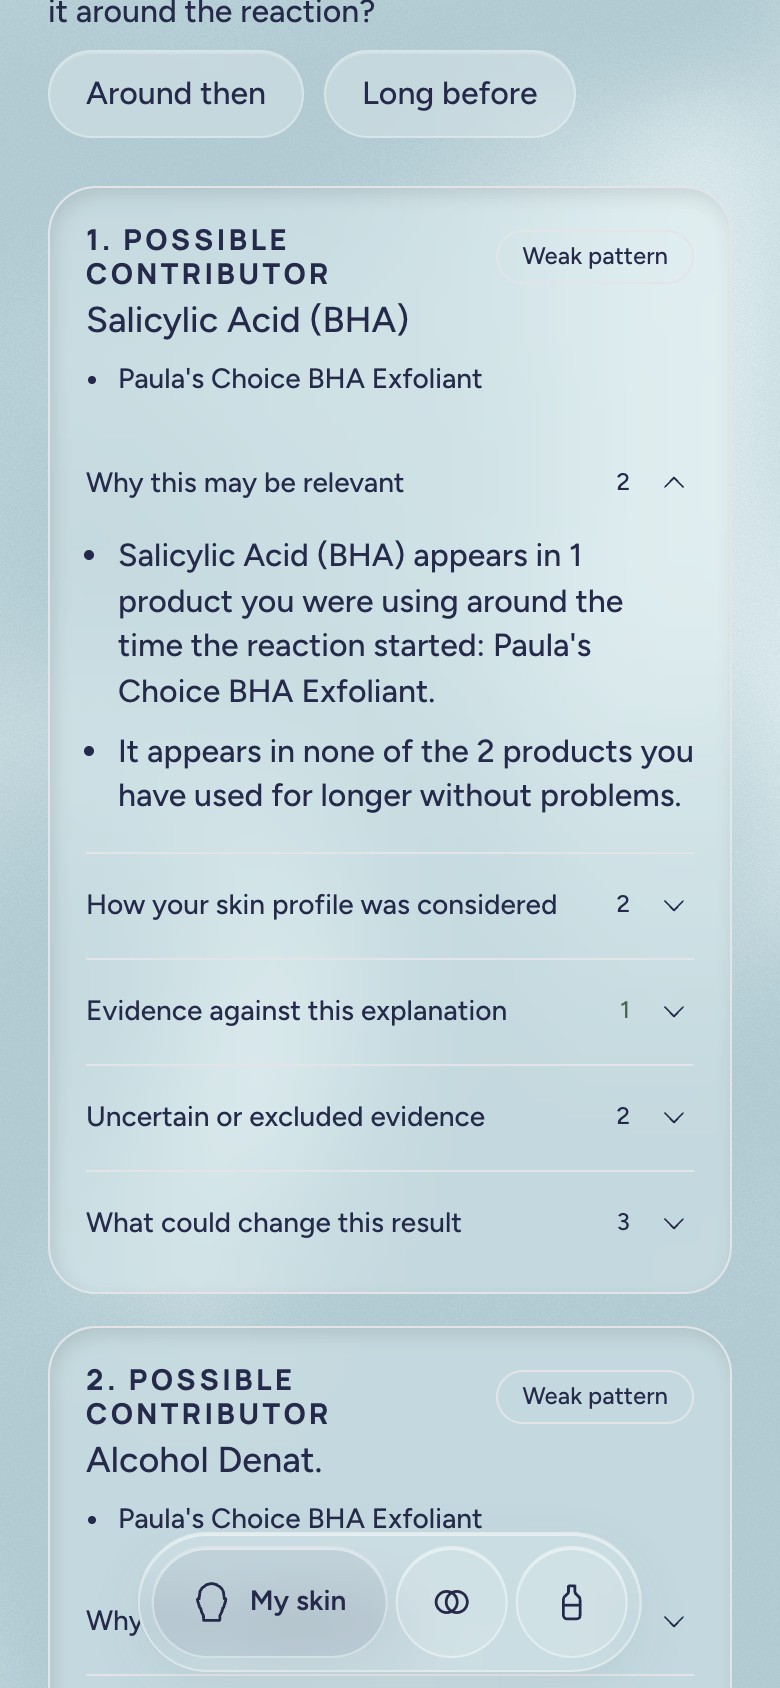 it around the reaction?
Around then
Long before
1. POSSIBLE
CONTRIBUTOR
Weak pattern
Salicylic Acid (BHA)
• Paula's Choice BHA Exfoliant
Why this may be relevant 2
• Salicylic Acid (BHA) appears in 1
product you were using around the
time the reaction started: Paula's
Choice BHA Exfoliant.
• It appears in none of the 2 products you
have used for longer without problems.
How your skin profile was considered 2
Evidence against this explanation 1
Uncertain or excluded evidence 2
What could change this result 3
2. POSSIBLE
CONTRIBUTOR
Weak pattern
Alcohol Denat.
• Paula's Choice BHA Exfoliant
Why
My skin